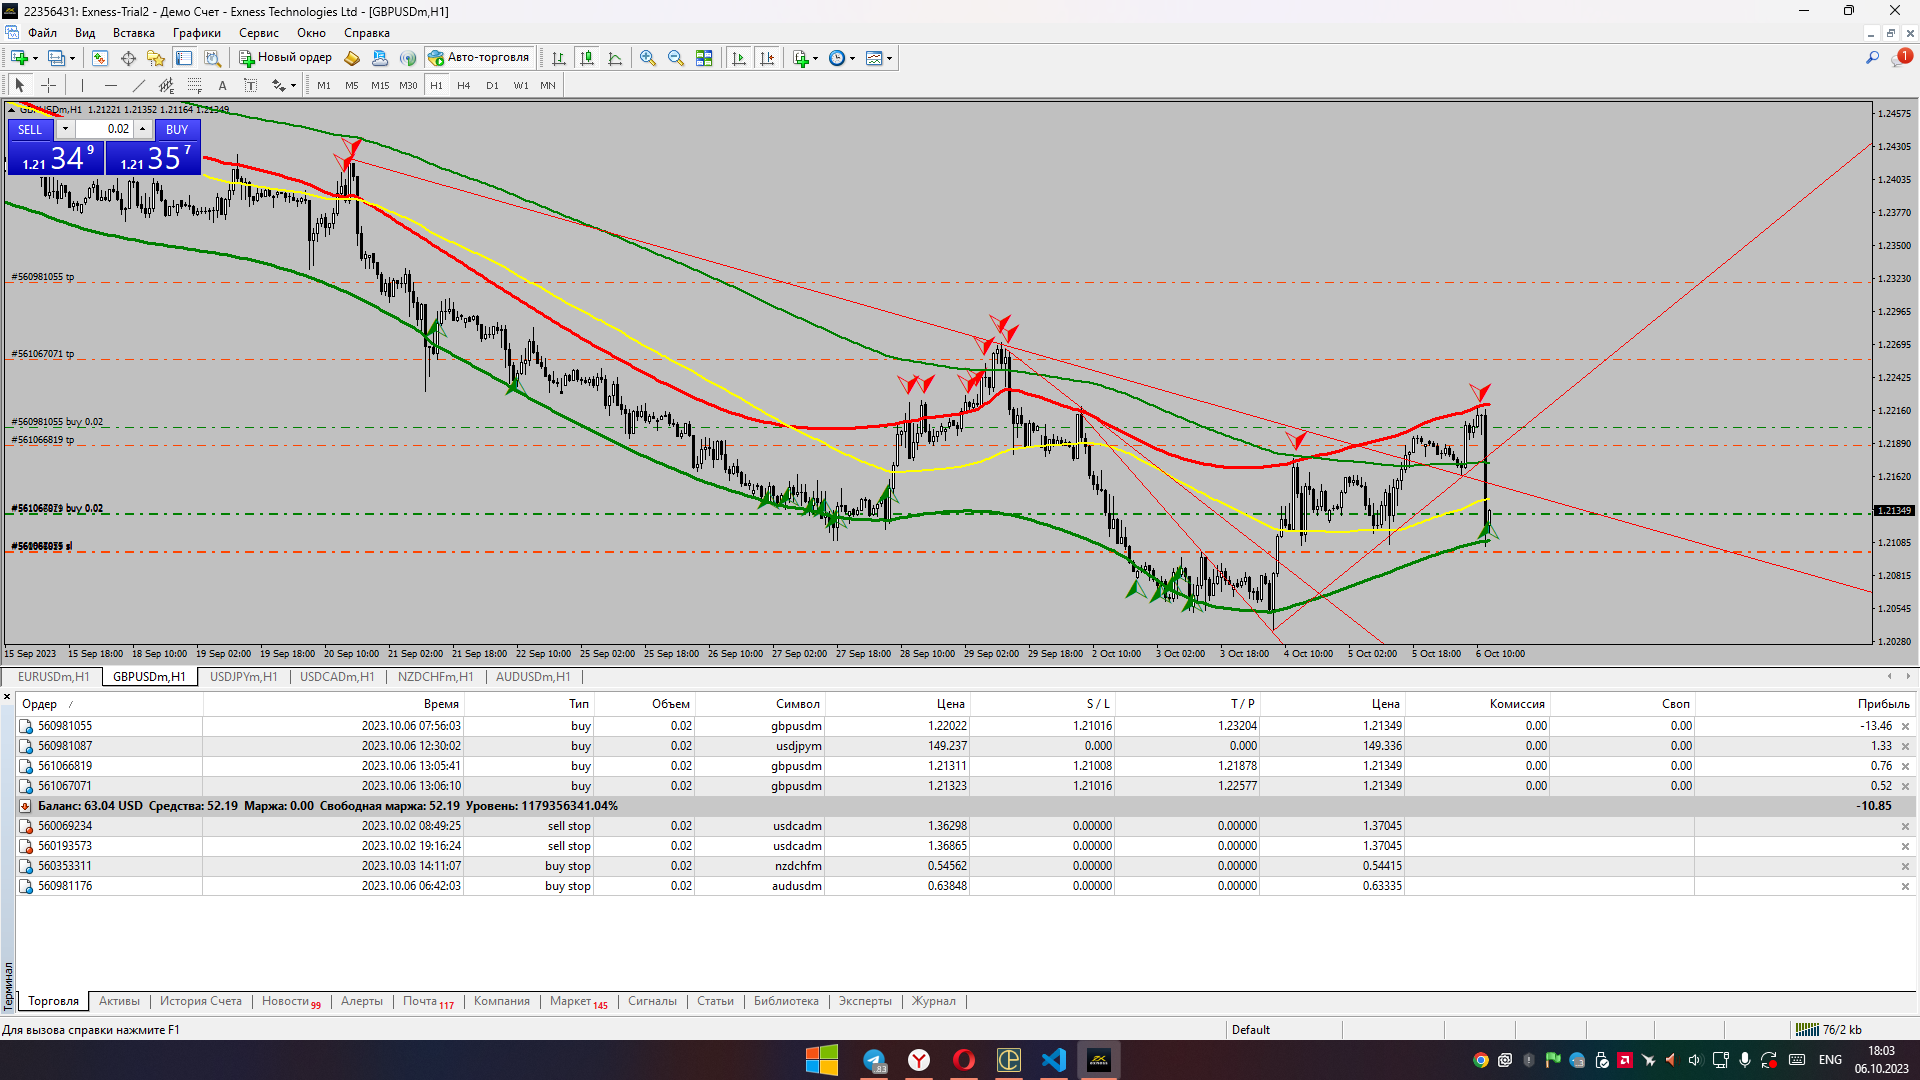 22356431: Exness-Trial2 - Демо Счет - Exness Technologies Ltd - [GBPUSDm,H1]
Файл Вид Вставка Графики Сервис Окно Справка
Новый ордер Авто-торговля 1
A T M1 M5 M15 M30 H1 H4 D1 W1 MN
GBPUSDm,H1 1.21221 1.21352 1.21164 1.21349
SELL 0.02 BUY
1.21 34 9 1.21 35 7
#560981055 tp
#561067071 tp
#560981055 buy 0.02
#561066819 tp
buy 0.02
sl
1.24575
1.24305
1.24035
1.23770
1.23500
1.23230
1.22965
1.22695
1.22425
1.22160
1.21890
1.21620
1.21349
1.21085
1.20815
1.20545
1.20280
15 Sep 2023 15 Sep 18:00 18 Sep 10:00 19 Sep 02:00 19 Sep 18:00 20 Sep 10:00 21 Sep 02:00 21 Sep 18:00 22 Sep 10:00 25 Sep 02:00 25 Sep 18:00 26 Sep 10:00 27 Sep 02:00 27 Sep 18:00 28 Sep 10:00 29 Sep 02:00 29 Sep 18:00 2 Oct 10:00 3 Oct 02:00 3 Oct 18:00 4 Oct 10:00 5 Oct 02:00 5 Oct 18:00 6 Oct 10:00
EURUSDm,H1 GBPUSDm,H1 USDJPYm,H1 USDCADm,H1 NZDCHFm,H1 AUDUSDm,H1
Ордер / Время Тип Объем Символ Цена S / L T / P Цена Комиссия Своп Прибыль
560981055 2023.10.06 07:56:03 buy 0.02 gbpusdm 1.22022 1.21016 1.23204 1.21349 0.00 0.00 -13.46
560981087 2023.10.06 12:30:02 buy 0.02 usdjpym 149.237 0.000 0.000 149.336 0.00 0.00 1.33
561066819 2023.10.06 13:05:41 buy 0.02 gbpusdm 1.21311 1.21008 1.21878 1.21349 0.00 0.00 0.76
561067071 2023.10.06 13:06:10 buy 0.02 gbpusdm 1.21323 1.21016 1.22577 1.21349 0.00 0.00 0.52
Баланс: 63.04 USD Средства: 52.19 Маржа: 0.00 Свободная маржа: 52.19 Уровень: 1179356341.04% -10.85
560069234 2023.10.02 08:49:25 sell stop 0.02 usdcadm 1.36298 0.00000 0.00000 1.37045
560193573 2023.10.02 19:16:24 sell stop 0.02 usdcadm 1.36865 0.00000 0.00000 1.37045
560353311 2023.10.03 14:11:07 buy stop 0.02 nzdchfm 0.54562 0.00000 0.00000 0.54415
560981176 2023.10.06 06:42:03 buy stop 0.02 audusdm 0.63848 0.00000 0.00000 0.63335
Терминал
Торговля Активы История Счета Новости 99 Алерты Почта 117 Компания Маркет 145 Сигналы Статьи Библиотека Эксперты Журнал
Для вызова справки нажмите F1 Default 76/2 kb
83 exness ENG 18:03
06.10.2023